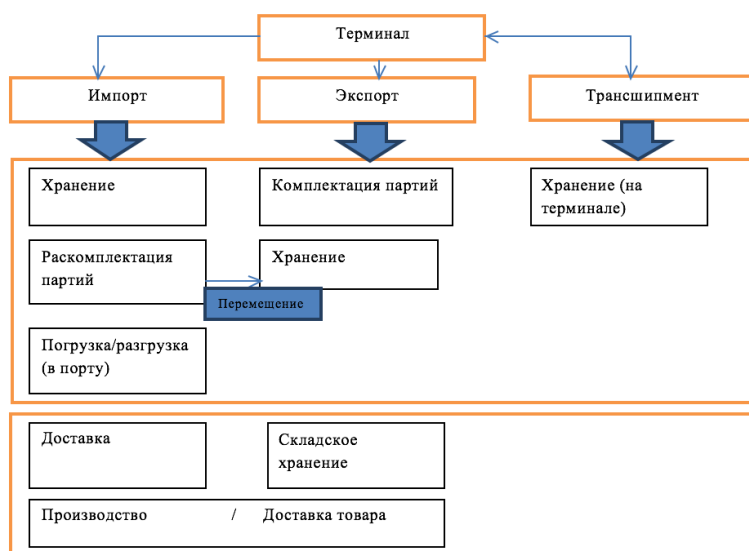 Терминал
Импорт
Экспорт
Трансшипмент
Хранение
Комплектация партий
Хранение (на
терминале)
Раскомплектация
партий
Хранение
Перемещение
Погрузка/разгрузка
(в порту)
Доставка
Складское
хранение
Производство / Доставка товара